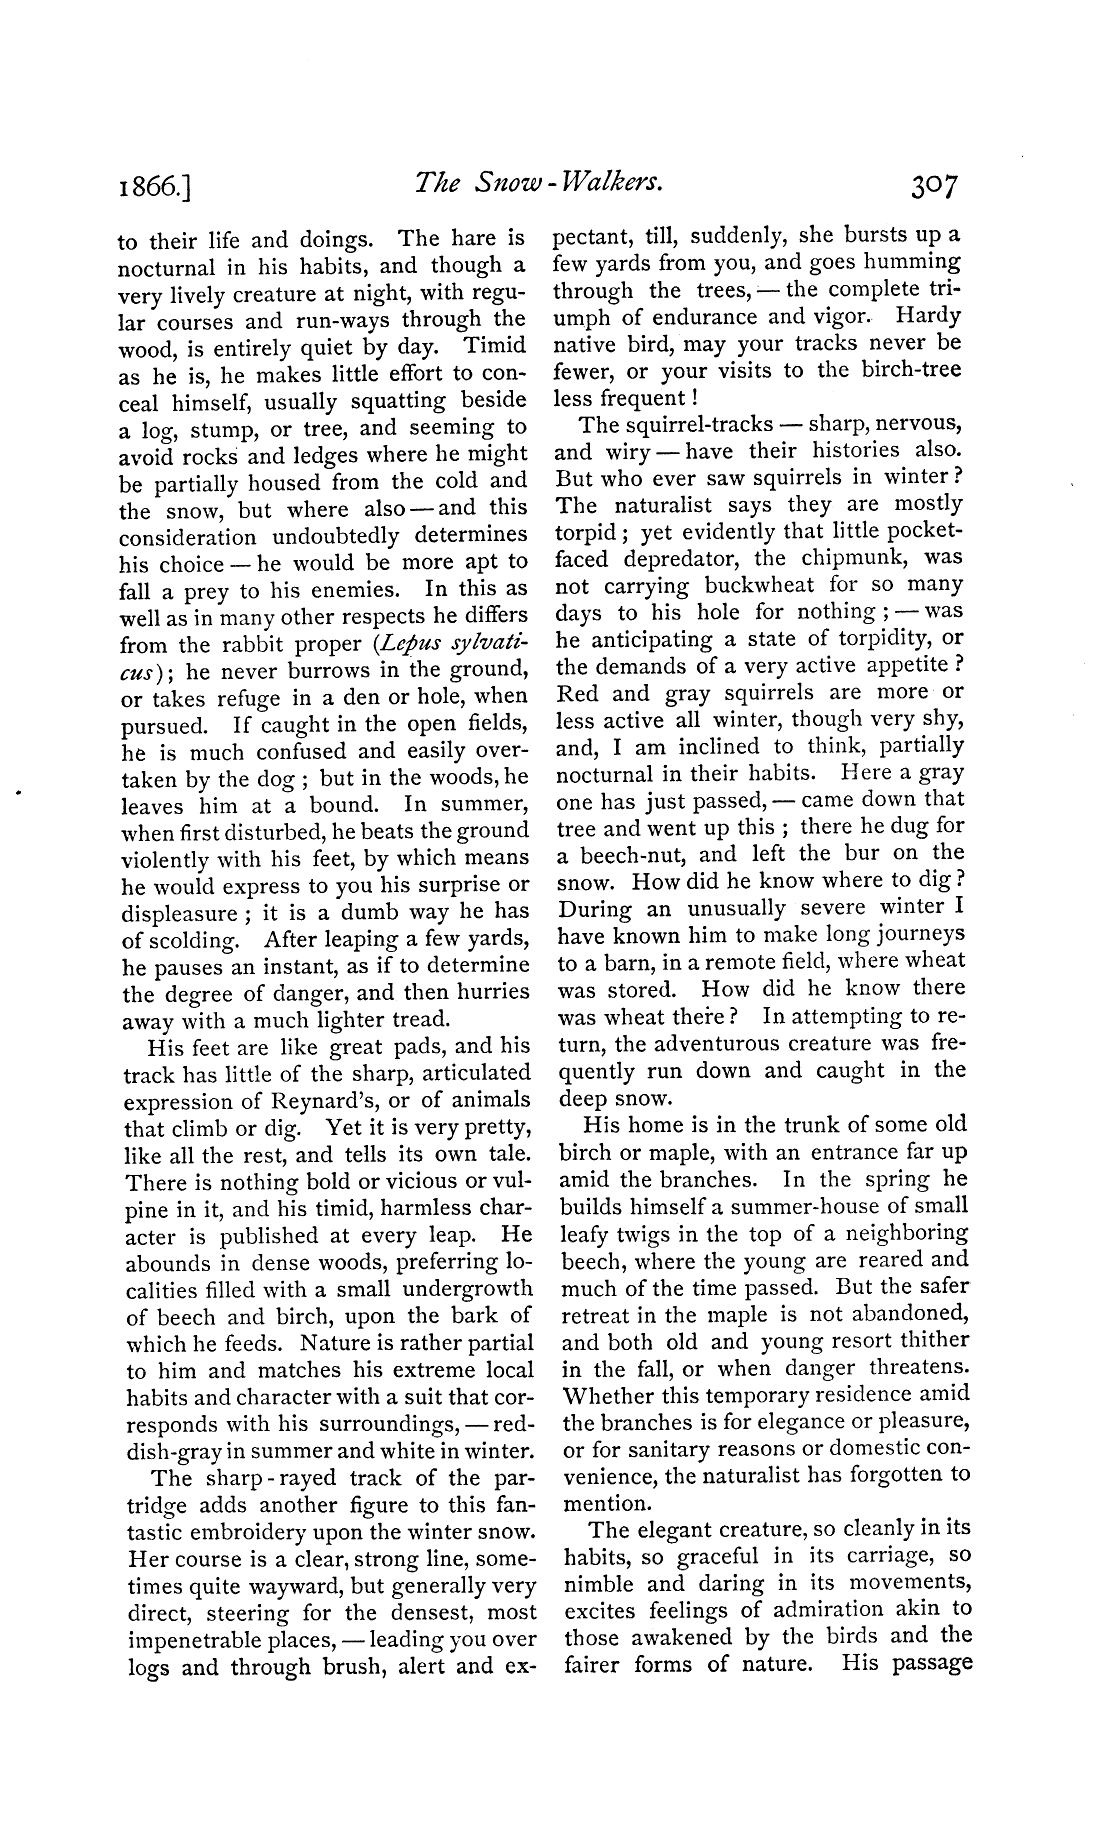 1866.] The Snow-Walkers. 307
to their life and doings. The hare is
nocturnal in his habits, and though a
very lively creature at night, with regu-
lar courses and run-ways through the
wood, is entirely quiet by day. Timid
as he is, he makes little effort to con-
ceal himself, usually squatting beside
a log, stump, or tree, and seeming to
avoid rocks and ledges where he might
be partially housed from the cold and
the snow, but where also — and this
consideration undoubtedly determines
his choice — he would be more apt to
fall a prey to his enemies. In this as
well as in many other respects he differs
from the rabbit proper (Lepus sylvati-
cus); he never burrows in the ground,
or takes refuge in a den or hole, when
pursued. If caught in the open fields,
he is much confused and easily over-
taken by the dog; but in the woods, he
leaves him at a bound. In summer,
when first disturbed, he beats the ground
violently with his feet, by which means
he would express to you his surprise or
displeasure; it is a dumb way he has
of scolding. After leaping a few yards,
he pauses an instant, as if to determine
the degree of danger, and then hurries
away with a much lighter tread.
His feet are like great pads, and his
track has little of the sharp, articulated
expression of Reynard's, or of animals
that climb or dig. Yet it is very pretty,
like all the rest, and tells its own tale.
There is nothing bold or vicious or vul-
pine in it, and his timid, harmless char-
acter is published at every leap. He
abounds in dense woods, preferring lo-
calities filled with a small undergrowth
of beech and birch, upon the bark of
which he feeds. Nature is rather partial
to him and matches his extreme local
habits and character with a suit that cor-
responds with his surroundings, — red-
dish-gray in summer and white in winter.
The sharp-rayed track of the par-
tridge adds another figure to this fan-
tastic embroidery upon the winter snow.
Her course is a clear, strong line, some-
times quite wayward, but generally very
direct, steering for the densest, most
impenetrable places, — leading you over
logs and through brush, alert and ex-
pectant, till, suddenly, she bursts up a
few yards from you, and goes humming
through the trees, — the complete tri-
umph of endurance and vigor. Hardy
native bird, may your tracks never be
fewer, or your visits to the birch-tree
less frequent!
The squirrel-tracks — sharp, nervous,
and wiry — have their histories also.
But who ever saw squirrels in winter?
The naturalist says they are mostly
torpid; yet evidently that little pocket-
faced depredator, the chipmunk, was
not carrying buckwheat for so many
days to his hole for nothing; — was
he anticipating a state of torpidity, or
the demands of a very active appetite?
Red and gray squirrels are more or
less active all winter, though very shy,
and, I am inclined to think, partially
nocturnal in their habits. Here a gray
one has just passed, — came down that
tree and went up this; there he dug for
a beech-nut, and left the bur on the
snow. How did he know where to dig?
During an unusually severe winter I
have known him to make long journeys
to a barn, in a remote field, where wheat
was stored. How did he know there
was wheat there? In attempting to re-
turn, the adventurous creature was fre-
quently run down and caught in the
deep snow.
His home is in the trunk of some old
birch or maple, with an entrance far up
amid the branches. In the spring he
builds himself a summer-house of small
leafy twigs in the top of a neighboring
beech, where the young are reared and
much of the time passed. But the safer
retreat in the maple is not abandoned,
and both old and young resort thither
in the fall, or when danger threatens.
Whether this temporary residence amid
the branches is for elegance or pleasure,
or for sanitary reasons or domestic con-
venience, the naturalist has forgotten to
mention.
The elegant creature, so cleanly in its
habits, so graceful in its carriage, so
nimble and daring in its movements,
excites feelings of admiration akin to
those awakened by the birds and the
fairer forms of nature. His passage